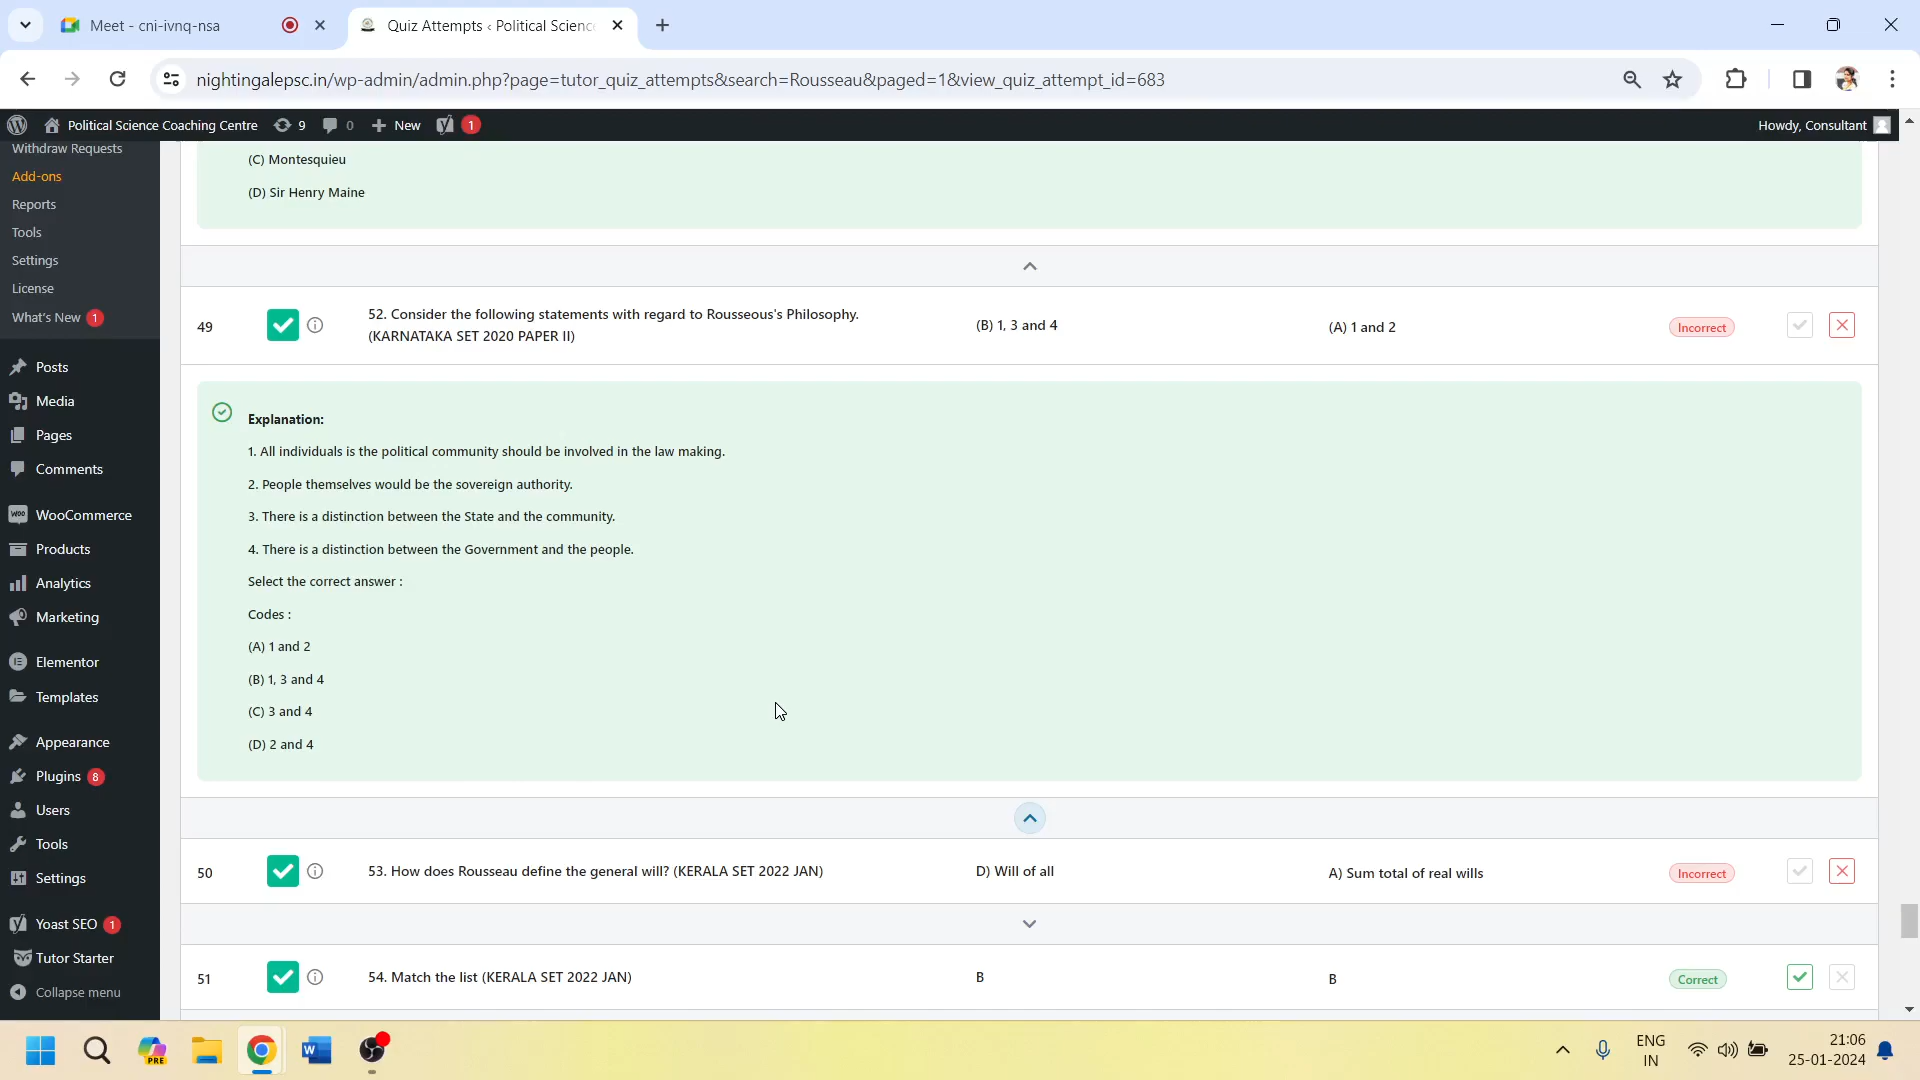 Meet - cni-ivnq-nsa
Quiz Attempts ‹ Political Science
nightingalepsc.in/wp-admin/admin.php?page=tutor_quiz_attempts&search=Rousseau&paged=1&view_quiz_attempt_id=683
Political Science Coaching Centre
9
0
New
1
Howdy, Consultant
Withdraw Requests
Add-ons
Reports
Tools
Settings
License
What's New 1
Posts
Media
Pages
Comments
WooCommerce
Products
Analytics
Marketing
Elementor
Templates
Appearance
Plugins 8
Users
Tools
Settings
Yoast SEO 1
Tutor Starter
Collapse menu
(C) Montesquieu
(D) Sir Henry Maine
49
52. Consider the following statements with regard to Rousseous's Philosophy.
(KARNATAKA SET 2020 PAPER II)
(B) 1, 3 and 4
(A) 1 and 2
Incorrect
Explanation:
1. All individuals is the political community should be involved in the law making.
2. People themselves would be the sovereign authority.
3. There is a distinction between the State and the community.
4. There is a distinction between the Government and the people.
Select the correct answer :
Codes :
(A) 1 and 2
(B) 1, 3 and 4
(C) 3 and 4
(D) 2 and 4
50
53. How does Rousseau define the general will? (KERALA SET 2022 JAN)
D) Will of all
A) Sum total of real wills
Incorrect
51
54. Match the list (KERALA SET 2022 JAN)
B
B
Correct
PRE
W
ENG
IN
21:06
25-01-2024